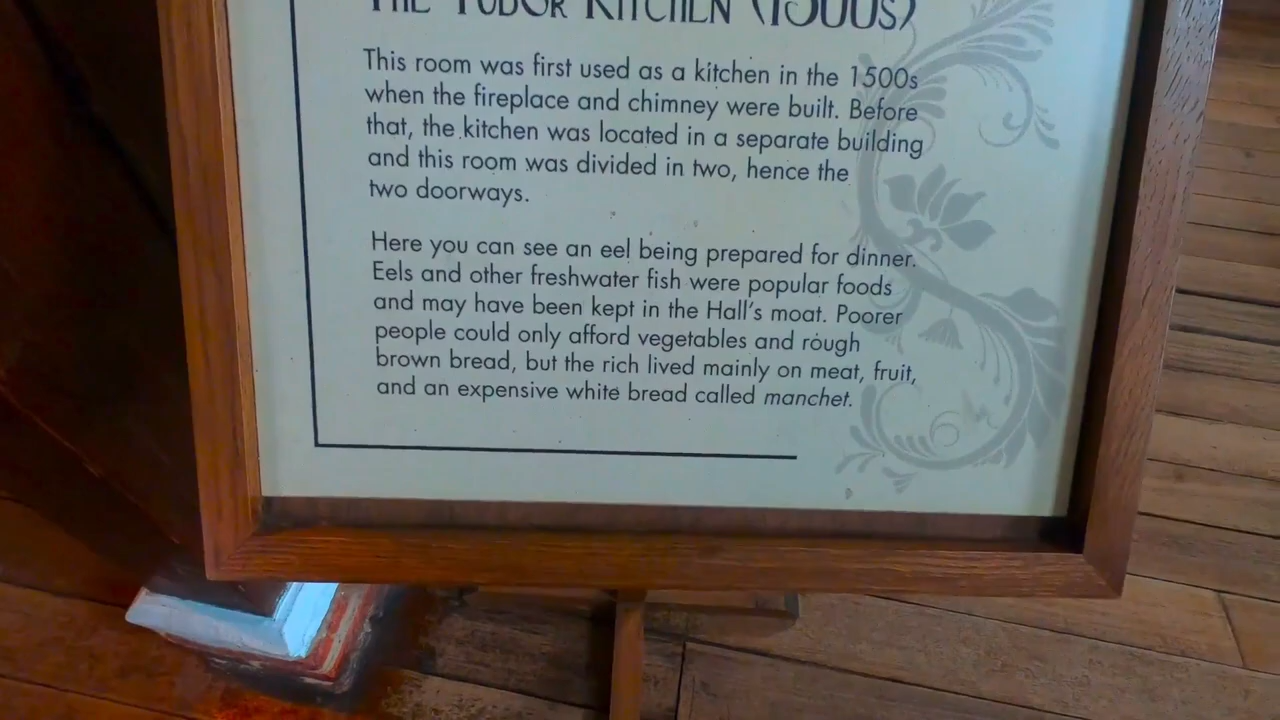 THE TUDOR KITCHEN (1500s)
This room was first used as a kitchen in the 1500s
when the fireplace and chimney were built. Before
that, the kitchen was located in a separate building
and this room was divided in two, hence the
two doorways.
Here you can see an eel being prepared for dinner.
Eels and other freshwater fish were popular foods
and may have been kept in the Hall's moat. Poorer
people could only afford vegetables and rough
brown bread, but the rich lived mainly on meat, fruit,
and an expensive white bread called manchet.